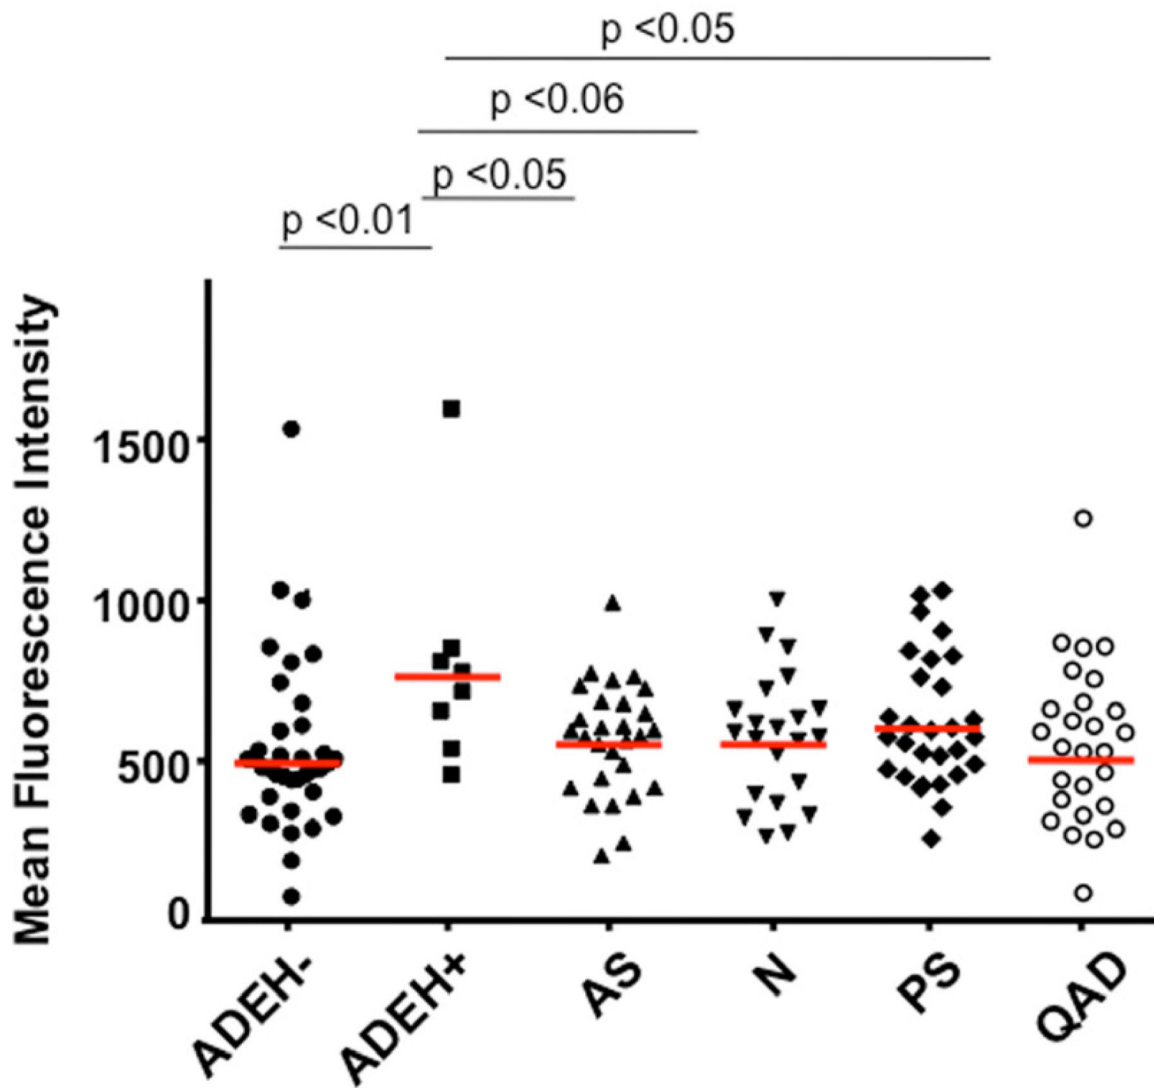 p <0.05
p <0.06
p <0.05
p <0.01
Mean Fluorescence Intensity
1500
1000
500
0
ADEH-
ADEH+
AS
N
PS
QAD